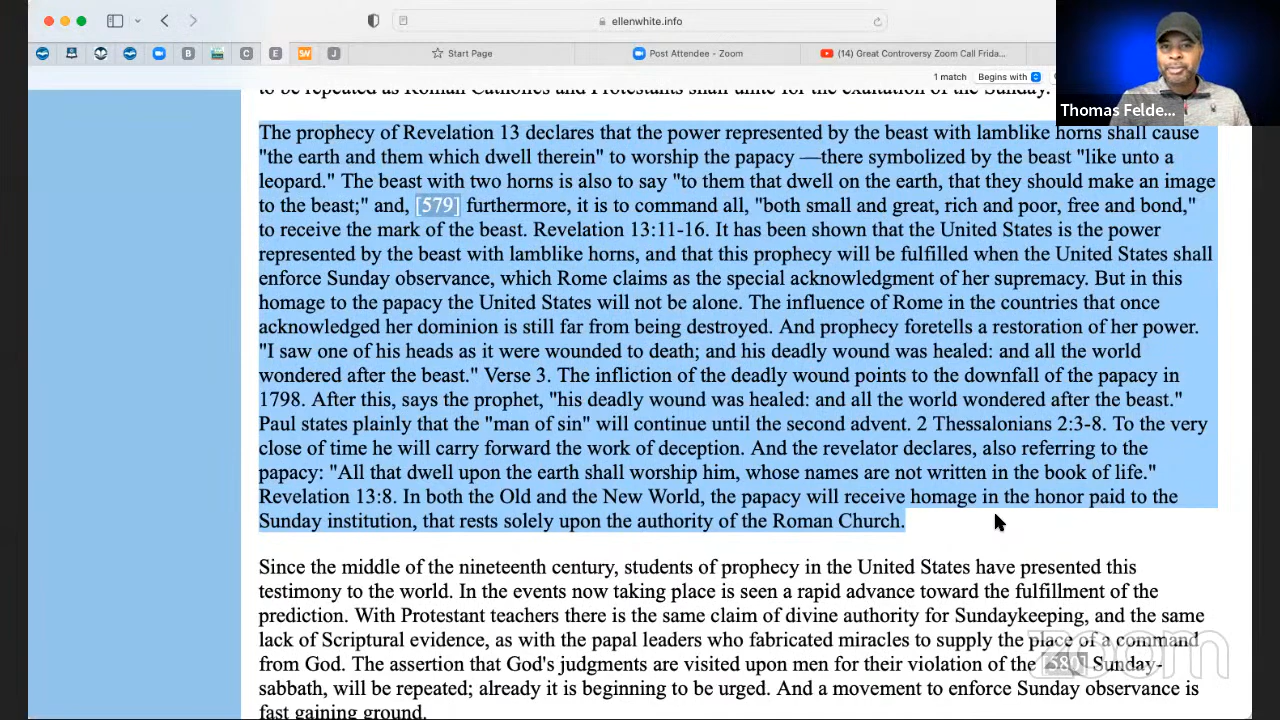 ellenwhite.info
B
C
E
SW
J
Start Page
Post Attendee - Zoom
(14) Great Controversy Zoom Call Frida...
1 match
Begins with
Thomas Felde...
to be repeated as Roman Catholics and Protestants shall unite for the exaltation of the Sunday.
The prophecy of Revelation 13 declares that the power represented by the beast with lamblike horns shall cause
"the earth and them which dwell therein" to worship the papacy —there symbolized by the beast "like unto a
leopard." The beast with two horns is also to say "to them that dwell on the earth, that they should make an image
to the beast;" and, [579] furthermore, it is to command all, "both small and great, rich and poor, free and bond,"
to receive the mark of the beast. Revelation 13:11-16. It has been shown that the United States is the power
represented by the beast with lamblike horns, and that this prophecy will be fulfilled when the United States shall
enforce Sunday observance, which Rome claims as the special acknowledgment of her supremacy. But in this
homage to the papacy the United States will not be alone. The influence of Rome in the countries that once
acknowledged her dominion is still far from being destroyed. And prophecy foretells a restoration of her power.
"I saw one of his heads as it were wounded to death; and his deadly wound was healed: and all the world
wondered after the beast." Verse 3. The infliction of the deadly wound points to the downfall of the papacy in
1798. After this, says the prophet, "his deadly wound was healed: and all the world wondered after the beast."
Paul states plainly that the "man of sin" will continue until the second advent. 2 Thessalonians 2:3-8. To the very
close of time he will carry forward the work of deception. And the revelator declares, also referring to the
papacy: "All that dwell upon the earth shall worship him, whose names are not written in the book of life."
Revelation 13:8. In both the Old and the New World, the papacy will receive homage in the honor paid to the
Sunday institution, that rests solely upon the authority of the Roman Church.
Since the middle of the nineteenth century, students of prophecy in the United States have presented this
testimony to the world. In the events now taking place is seen a rapid advance toward the fulfillment of the
prediction. With Protestant teachers there is the same claim of divine authority for Sundaykeeping, and the same
lack of Scriptural evidence, as with the papal leaders who fabricated miracles to supply the place of a command
from God. The assertion that God's judgments are visited upon men for their violation of the [580] Sunday-
sabbath, will be repeated; already it is beginning to be urged. And a movement to enforce Sunday observance is
fast gaining ground.
zoom